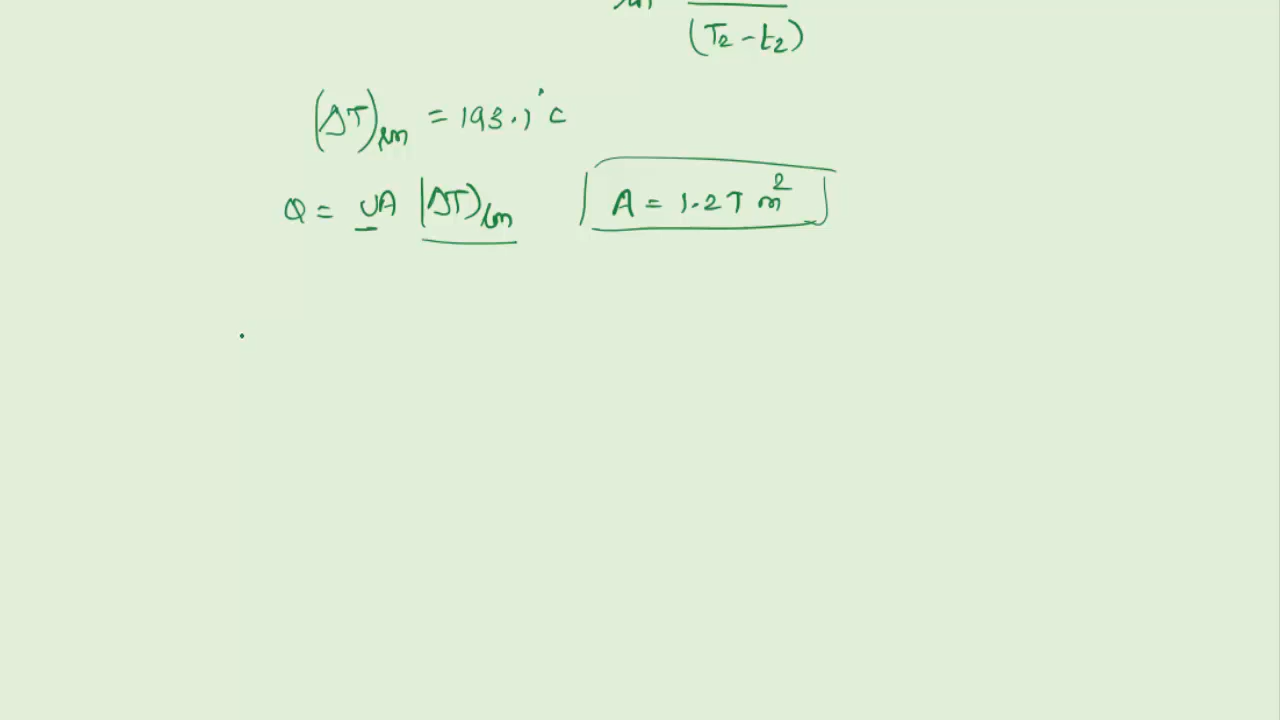 (T2 - t2)
(ΔT)lm = 193.1°C
Q = UA (ΔT)lm A = 1.27 m²